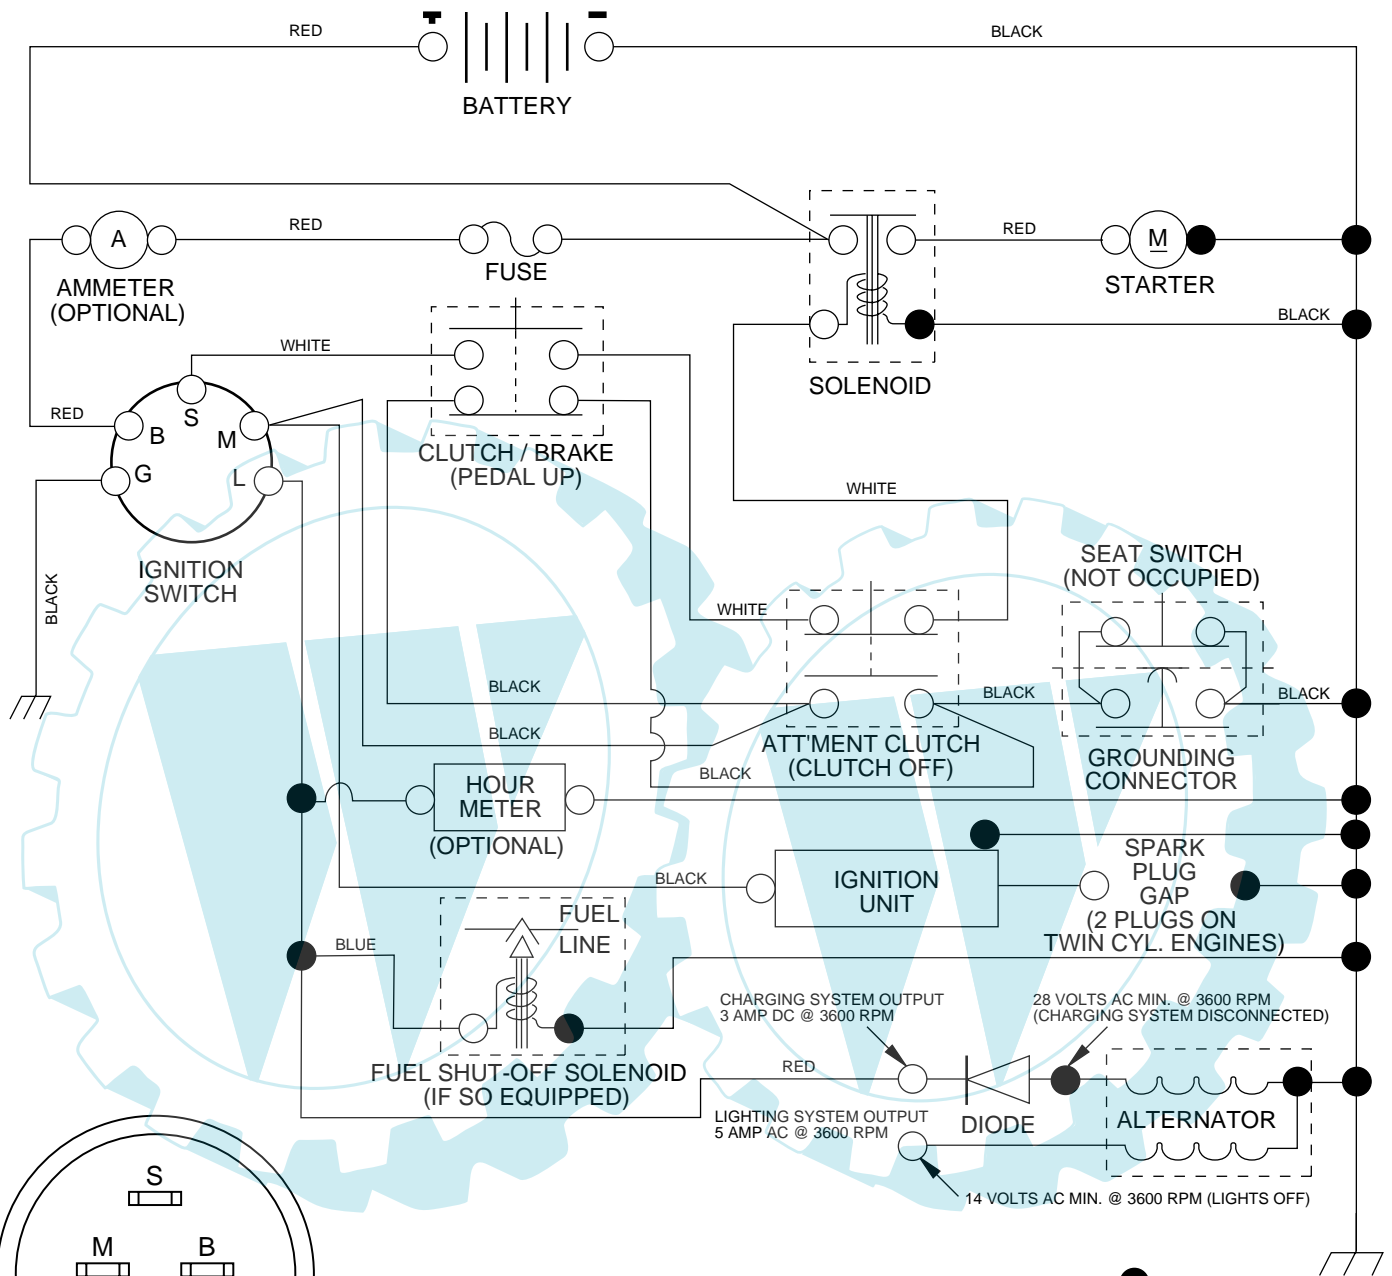 RED
BLACK
BATTERY
A
RED
FUSE
RED
M
AMMETER
(OPTIONAL)
STARTER
BLACK
WHITE
SOLENOID
RED
S
B
M
G
L
CLUTCH / BRAKE
(PEDAL UP)
WHITE
IGNITION
SWITCH
BLACK
SEAT SWITCH
(NOT OCCUPIED)
WHITE
BLACK
BLACK
BLACK
BLACK
ATT'MENT CLUTCH
(CLUTCH OFF)
GROUNDING
CONNECTOR
BLACK
HOUR
METER
(OPTIONAL)
BLACK
IGNITION
UNIT
SPARK
PLUG
GAP
(2 PLUGS ON
TWIN CYL. ENGINES)
FUEL
LINE
BLUE
CHARGING SYSTEM OUTPUT
3 AMP DC @ 3600 RPM
28 VOLTS AC MIN. @ 3600 RPM
(CHARGING SYSTEM DISCONNECTED)
FUEL SHUT-OFF SOLENOID
(IF SO EQUIPPED)
RED
LIGHTING SYSTEM OUTPUT
5 AMP AC @ 3600 RPM
DIODE
ALTERNATOR
14 VOLTS AC MIN. @ 3600 RPM (LIGHTS OFF)
S
M
B